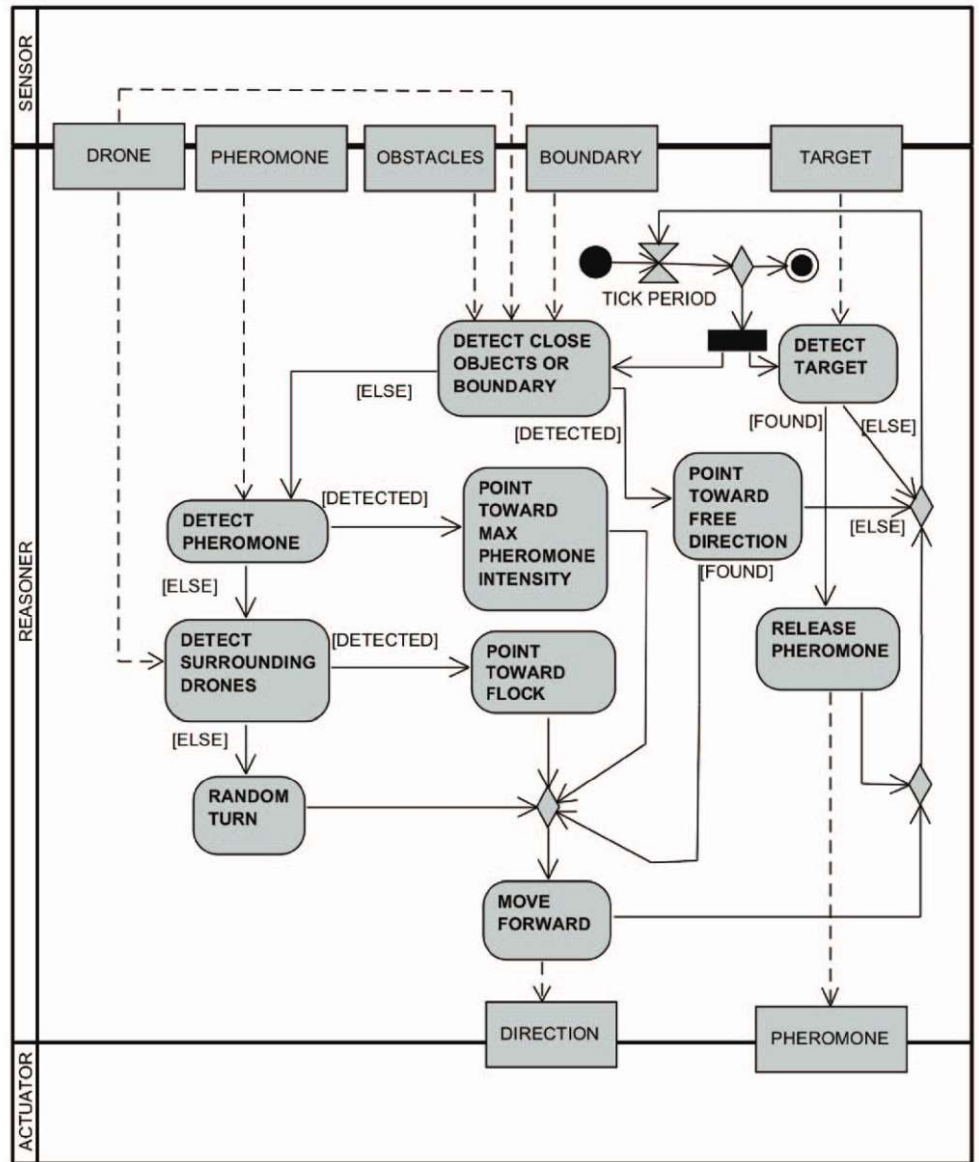 SENSOR
DRONE
PHEROMONE
OBSTACLES
BOUNDARY
TARGET
REASONER
TICK PERIOD
DETECT CLOSE
OBJECTS OR
BOUNDARY
DETECT
TARGET
[ELSE]
[DETECTED]
[FOUND]
[ELSE]
DETECT
PHEROMONE
[DETECTED]
POINT
TOWARD
MAX
PHEROMONE
INTENSITY
POINT
TOWARD
FREE
DIRECTION
[ELSE]
[FOUND]
[ELSE]
DETECT
SURROUNDING
DRONES
[DETECTED]
POINT
TOWARD
FLOCK
RELEASE
PHEROMONE
[ELSE]
RANDOM
TURN
MOVE
FORWARD
DIRECTION
PHEROMONE
ACTUATOR